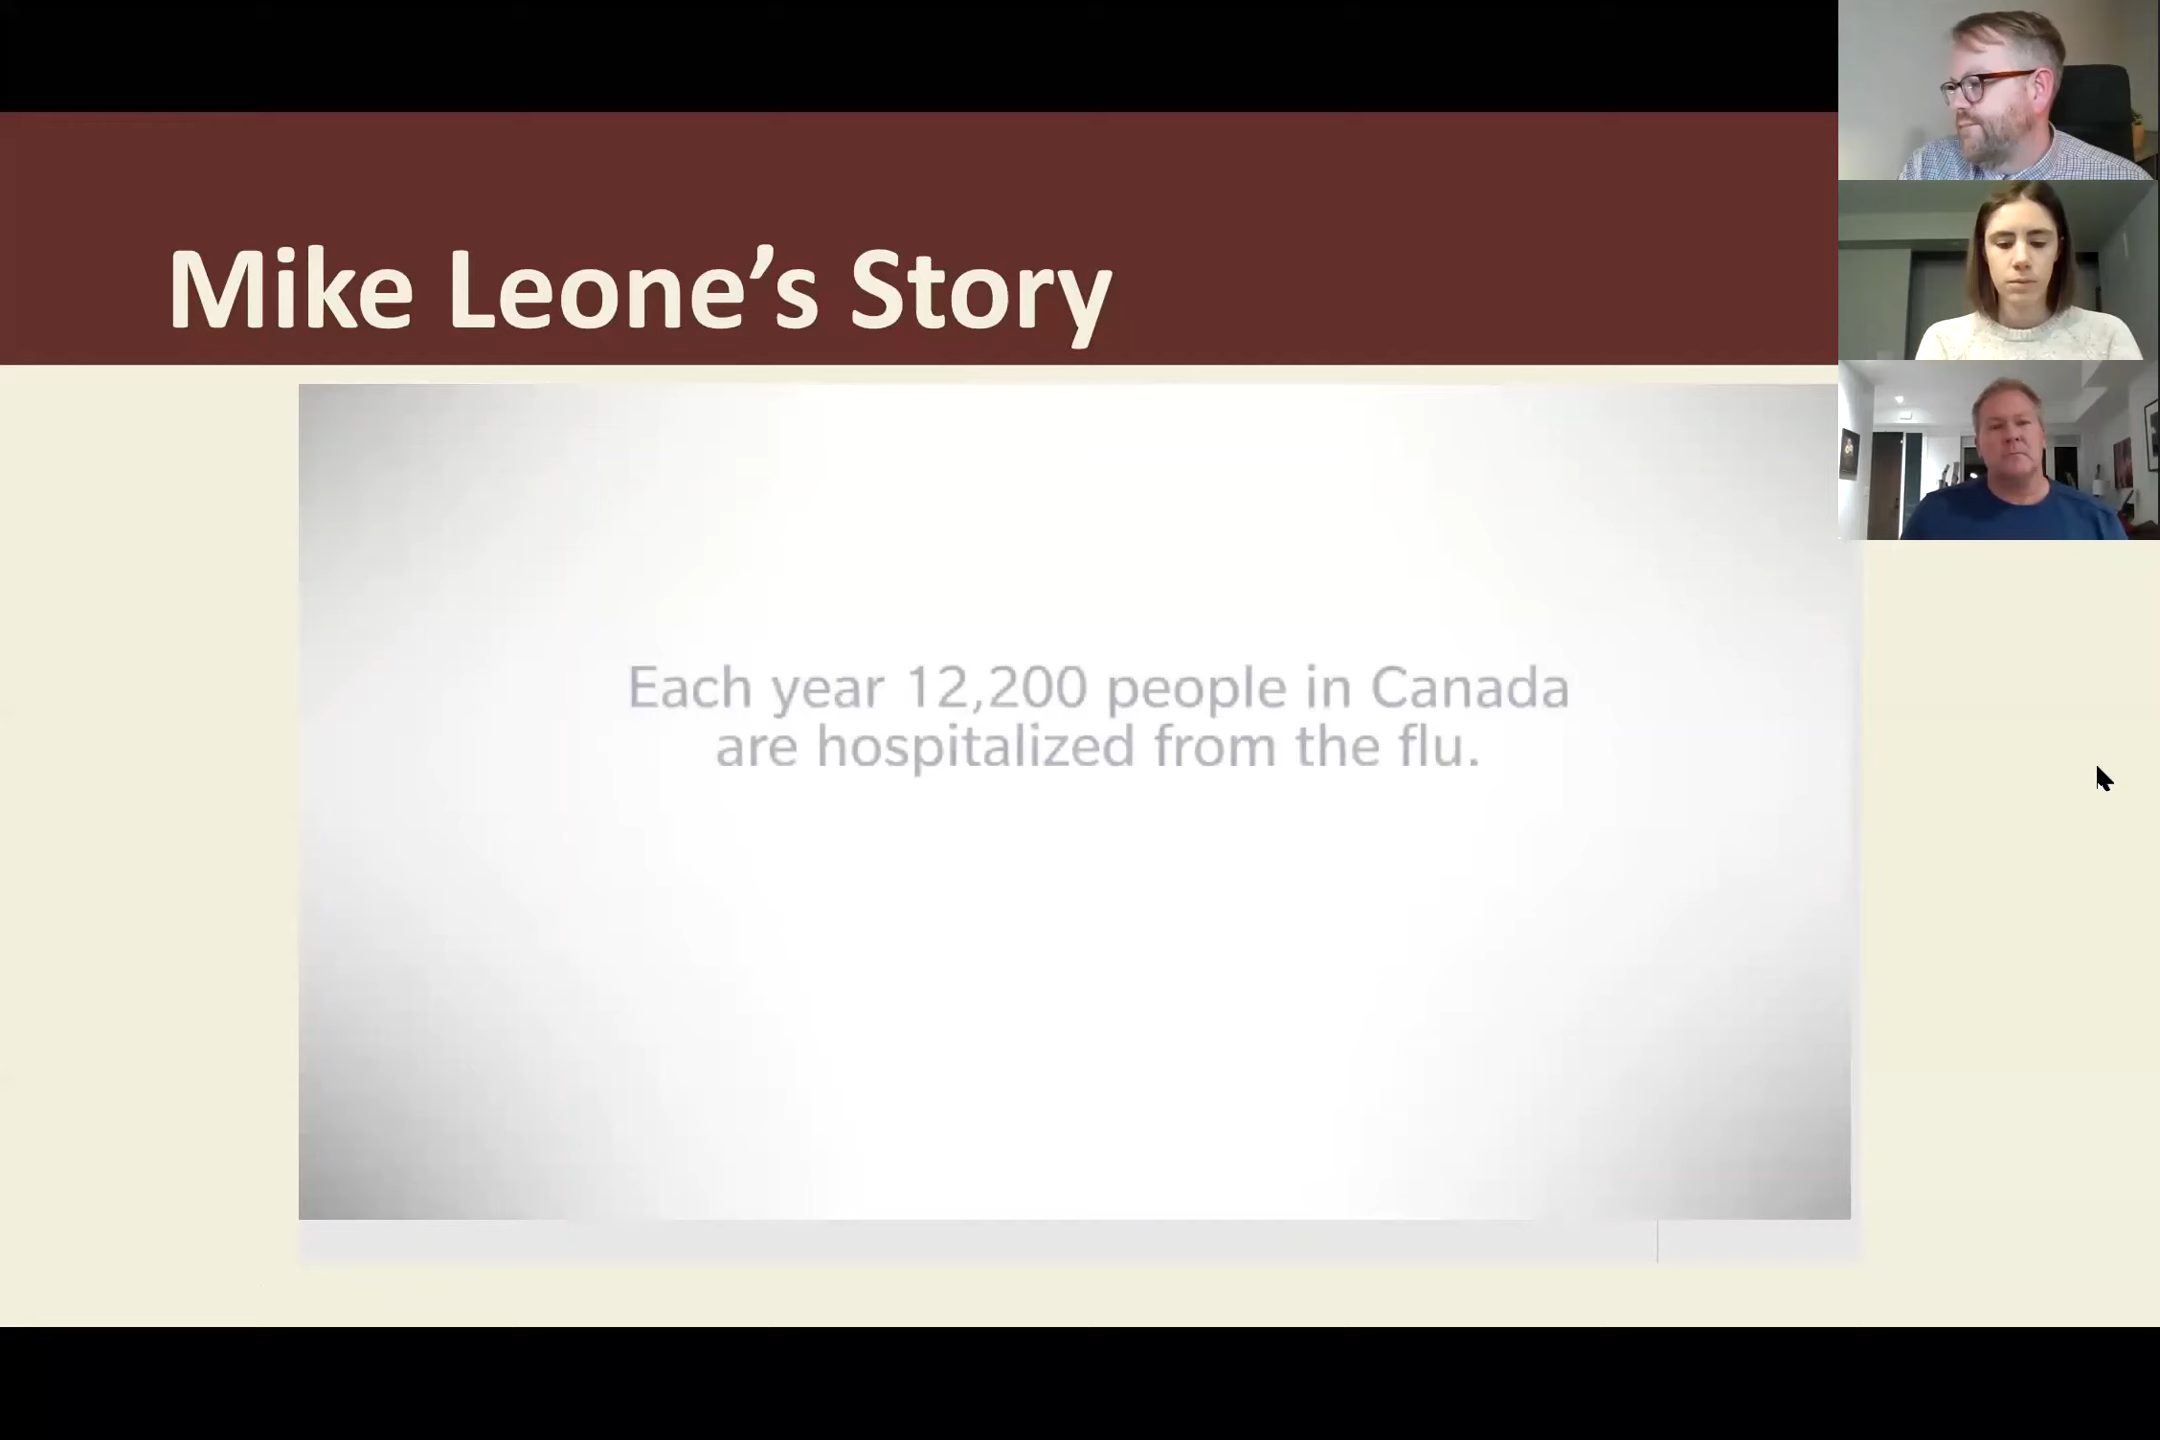 Mike Leone’s Story
Each year 12,200 people in Canada
are hospitalized from the flu.